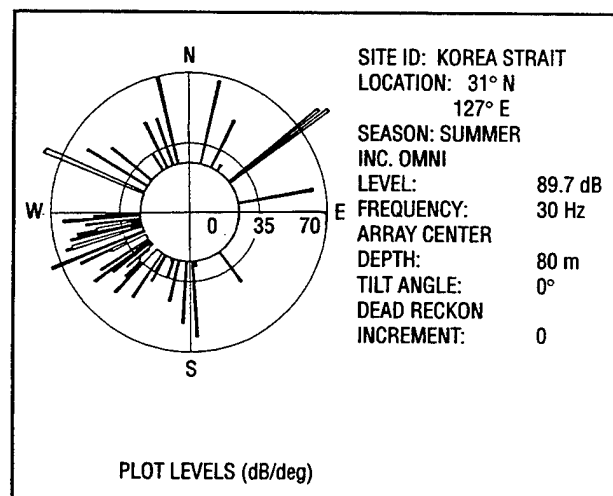 N
W
E
S
0 35 70
SITE ID: KOREA STRAIT
LOCATION: 31° N
127° E
SEASON: SUMMER
INC. OMNI
LEVEL: 89.7 dB
FREQUENCY: 30 Hz
ARRAY CENTER
DEPTH: 80 m
TILT ANGLE: 0°
DEAD RECKON
INCREMENT: 0
PLOT LEVELS (dB/deg)